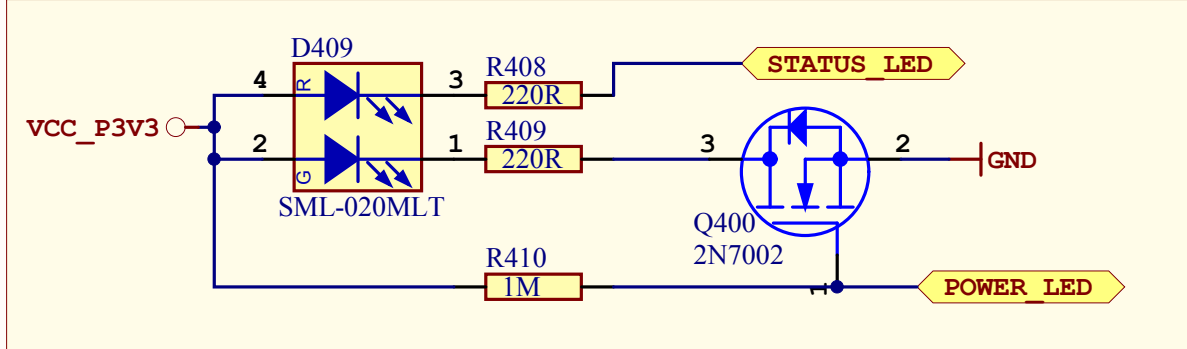 D409
4
R
3
R408
220R
STATUS_LED
VCC_P3V3
2
G
1
R409
220R
3
2
GND
SML-020MLT
Q400
2N7002
R410
1M
1
POWER_LED